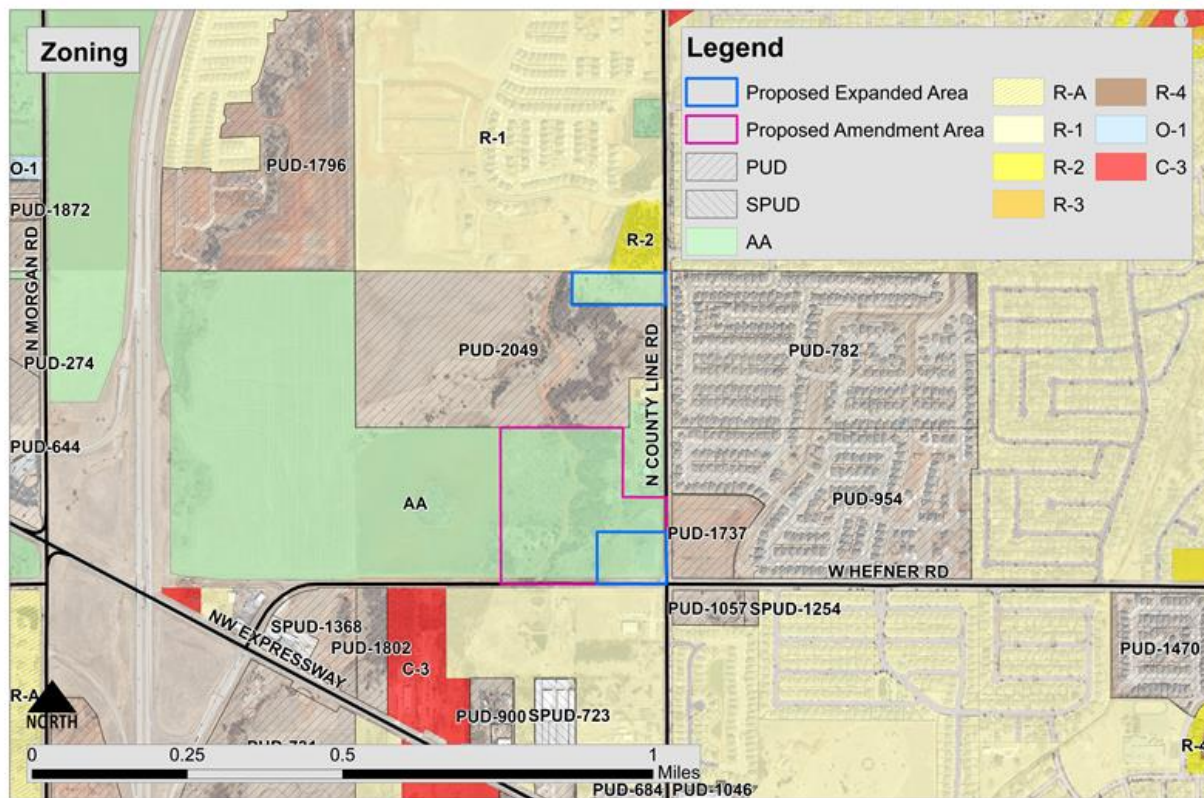 Zoning
Legend
Proposed Expanded Area
Proposed Amendment Area
PUD
SPUD
AA
R-A
R-1
R-2
R-3
R-4
O-1
C-3
O-1
PUD-1872
N MORGAN RD
PUD-274
PUD-644
PUD-1796
R-1
R-2
PUD-2049
N COUNTY LINE RD
PUD-782
AA
PUD-954
PUD-1737
W HEFNER RD
SPUD-1368
PUD-1802
NW EXPRESSWAY
C-3
PUD-1057
SPUD-1254
PUD-1470
R-A
NORTH
PUD-900
SPUD-723
R-4
0
0.25
0.5
1
Miles
PUD-684
PUD-1046